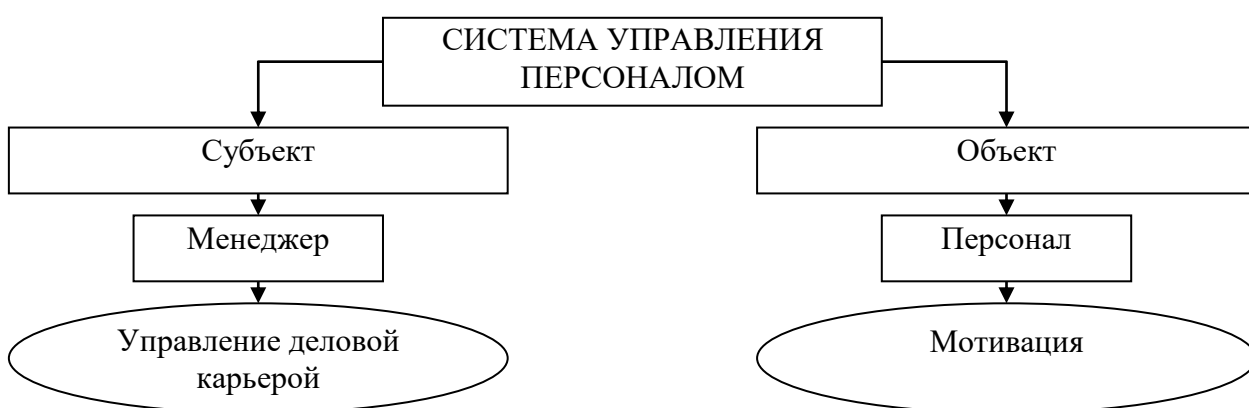 СИСТЕМА УПРАВЛЕНИЯ
ПЕРСОНАЛОМ
Субъект
Объект
Менеджер
Персонал
Управление деловой
карьерой
Мотивация